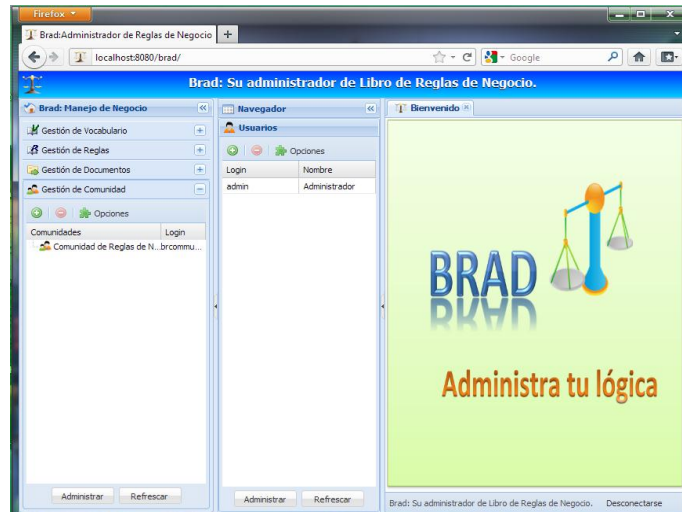 Firefox
Brad:Administrador de Reglas de Negocio
localhost:8080/brad/
Google
Brad: Su administrador de Libro de Reglas de Negocio.
Brad: Manejo de Negocio
Gestión de Vocabulario
Gestión de Reglas
Gestión de Documentos
Gestión de Comunidad
Opciones
Comunidades Login
Comunidad de Reglas de N... brcommu...
Administrar Refrescar
Navegador
Usuarios
Opciones
Login Nombre
admin Administrador
Administrar Refrescar
Bienvenido
BRAD
Administra tu lógica
Brad: Su administrador de Libro de Reglas de Negocio. Desconectarse